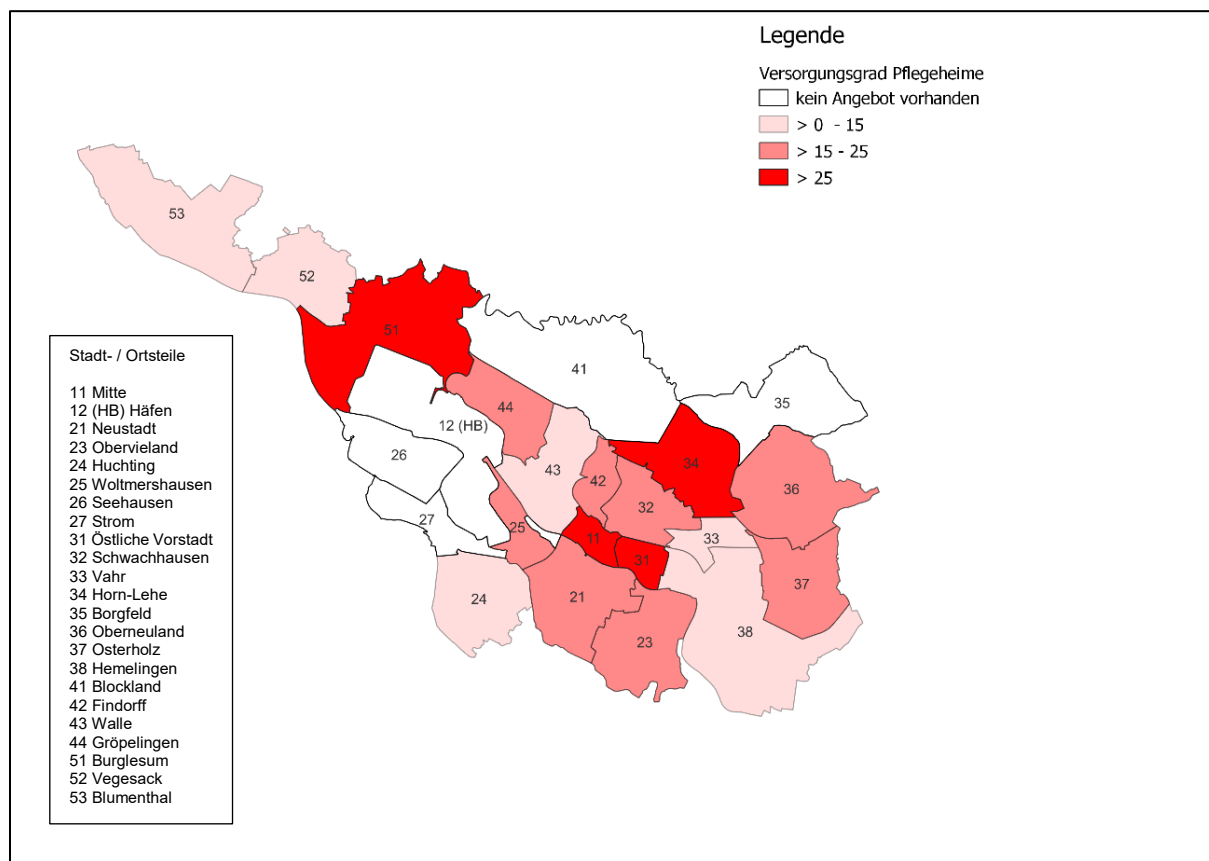 Legende
Versorgungsgrad Pflegeheime
kein Angebot vorhanden
> 0 - 15
> 15 - 25
> 25
53
52
51
41
35
44
12 (HB)
26
43
42
34
36
32
27
25
11
31
33
37
24
21
23
38
Stadt- / Ortsteile
11 Mitte
12 (HB) Häfen
21 Neustadt
23 Obervieland
24 Huchting
25 Woltmershausen
26 Seehausen
27 Strom
31 Östliche Vorstadt
32 Schwachhausen
33 Vahr
34 Horn-Lehe
35 Borgfeld
36 Oberneuland
37 Osterholz
38 Hemelingen
41 Blockland
42 Findorff
43 Walle
44 Gröpelingen
51 Burglesum
52 Vegesack
53 Blumenthal